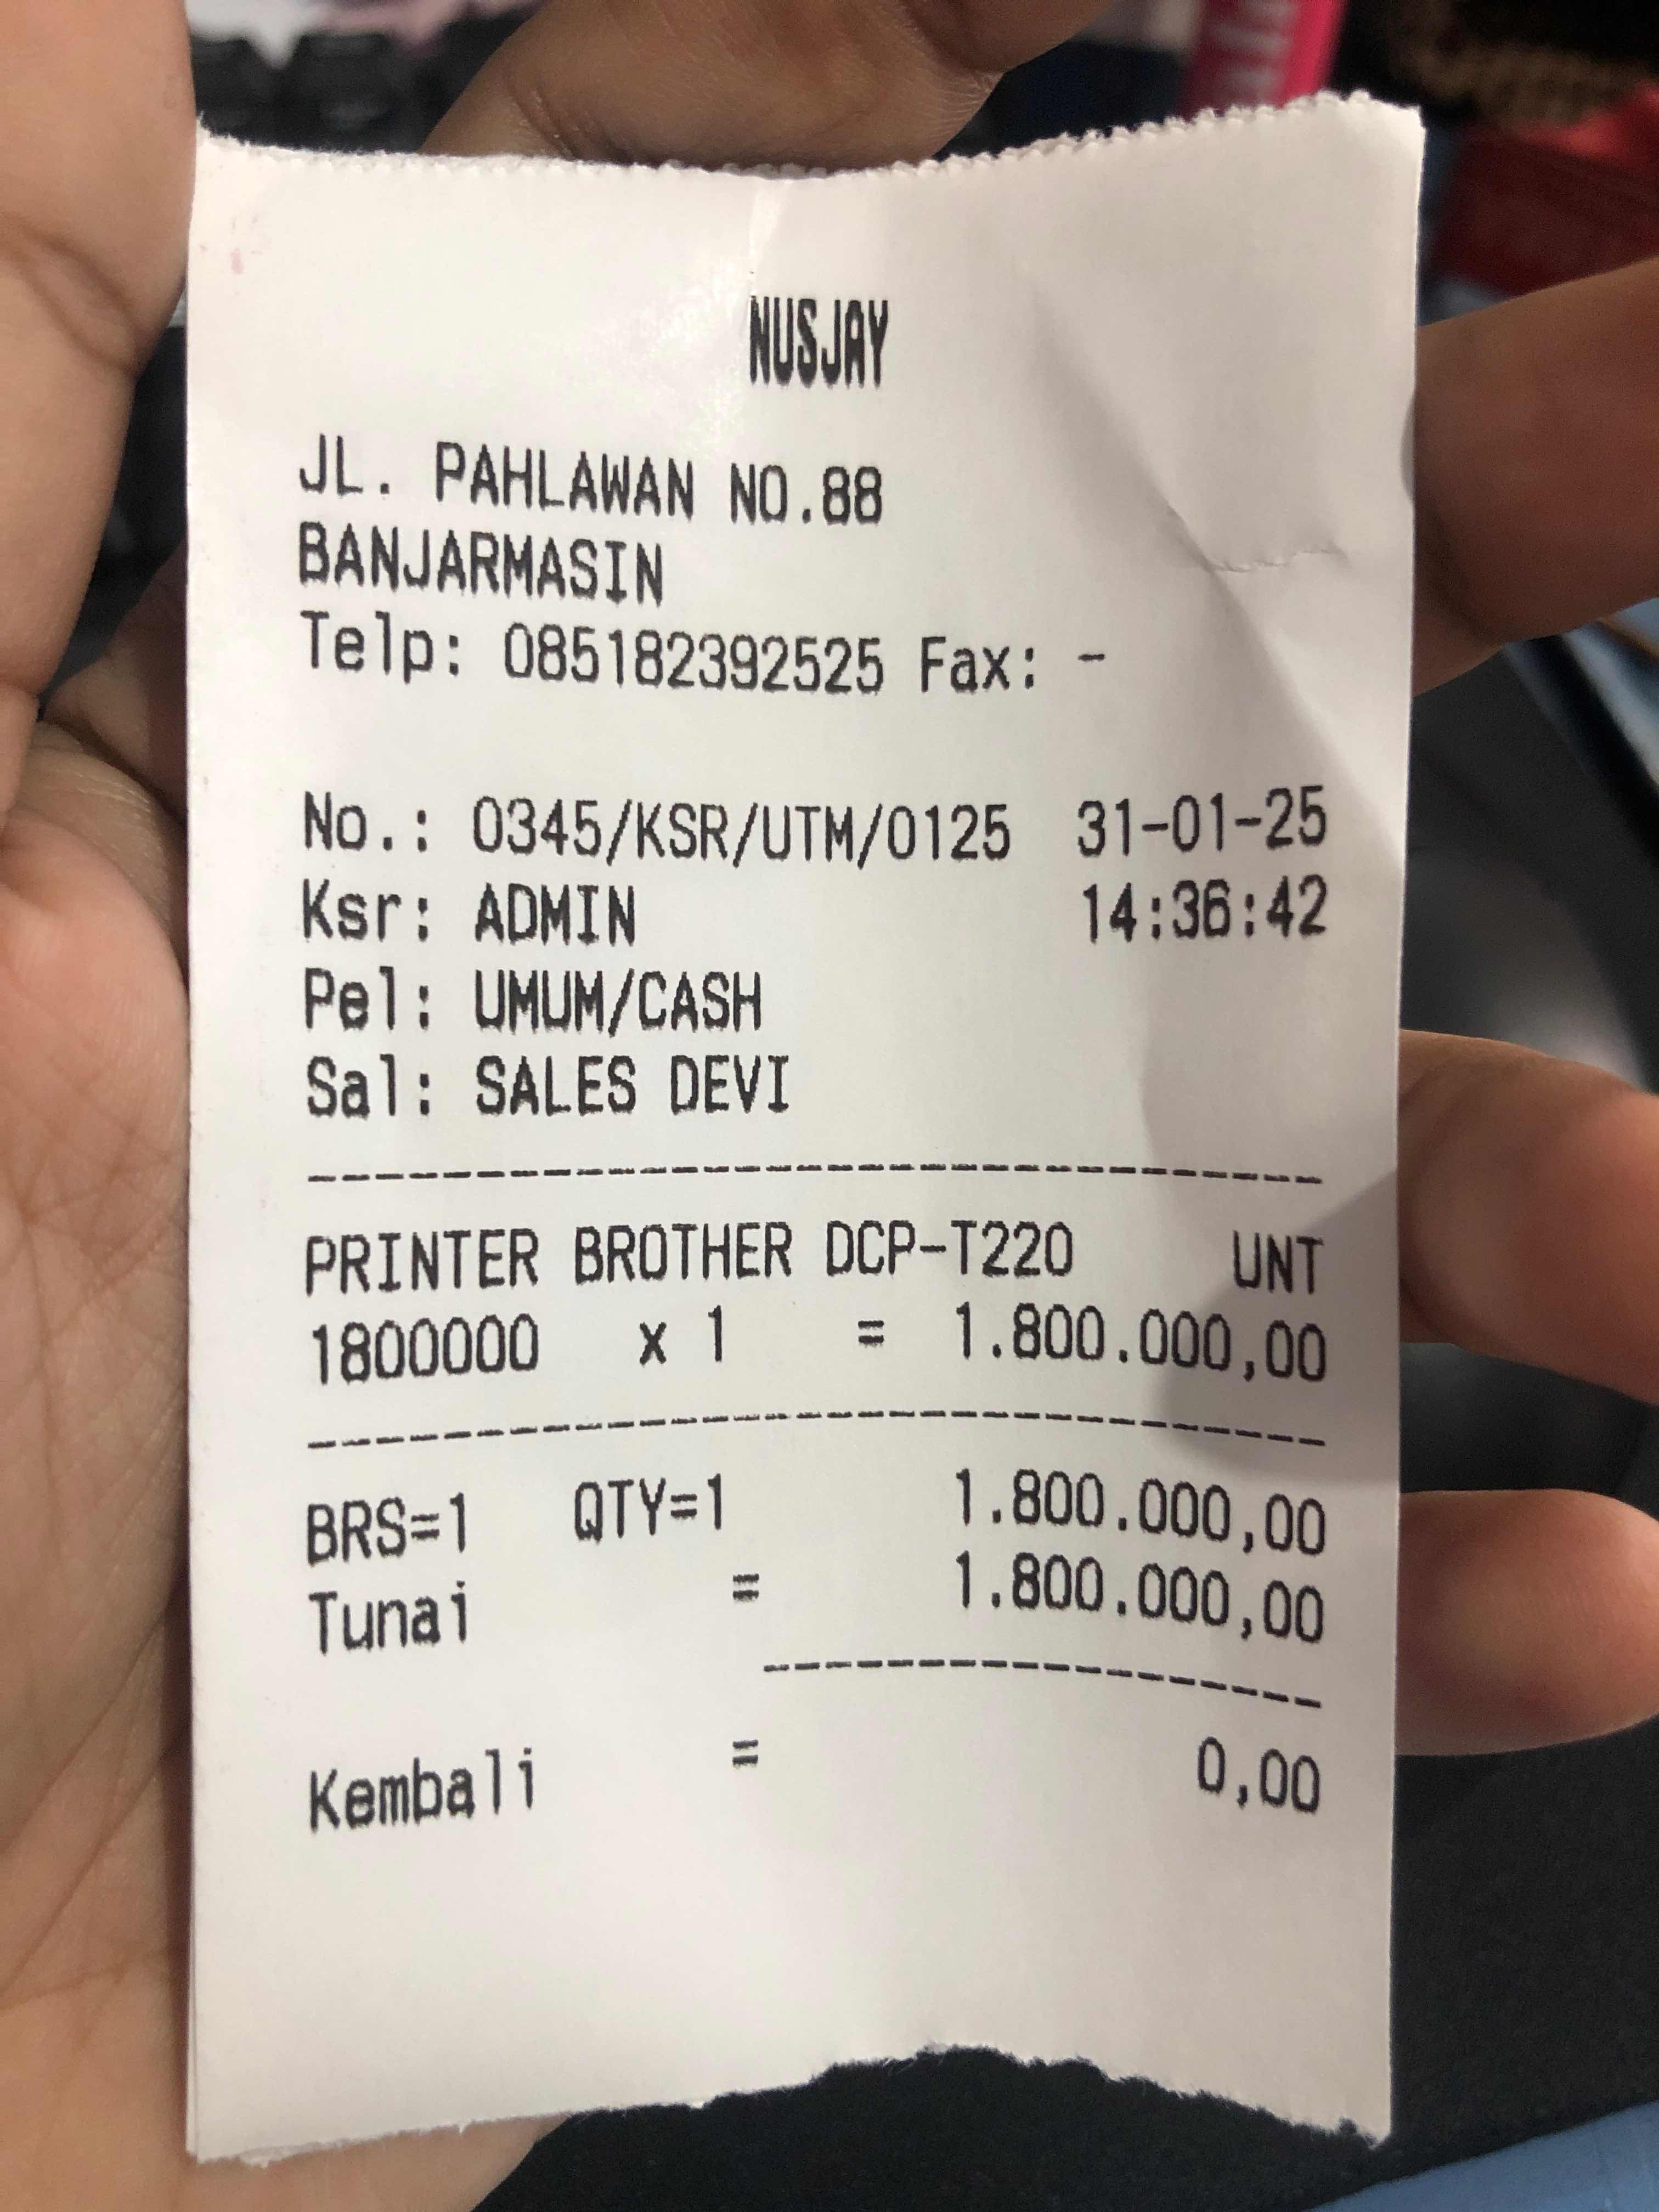 NUSJAY
JL. PAHLAWAN NO.88
BANJARMASIN
Telp: 085182392525 Fax: -
No.: 0345/KSR/UTM/0125 31-01-25
Ksr: ADMIN 14:36:42
Pel: UMUM/CASH
Sal: SALES DEVI
--------------------------------------
PRINTER BROTHER DCP-T220 UNT
1800000 x 1 = 1.800.000,00
--------------------------------------
BRS=1 QTY=1 1.800.000,00
Tunai = 1.800.000,00
--------------------
Kembali = 0,00